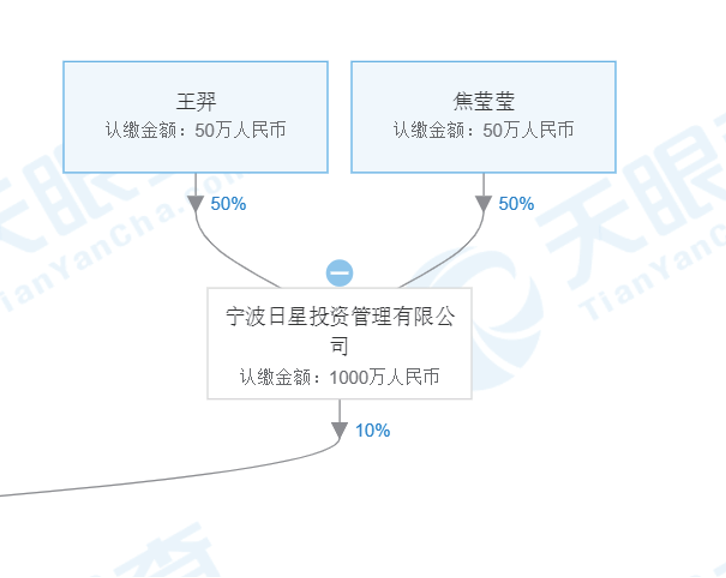 王羿
认缴金额：50万人民币
焦莹莹
认缴金额：50万人民币
50%
50%
宁波日星投资管理有限公
司
认缴金额：1000万人民币
10%
天眼查
TianYanCha.com
天眼
TianYanCha